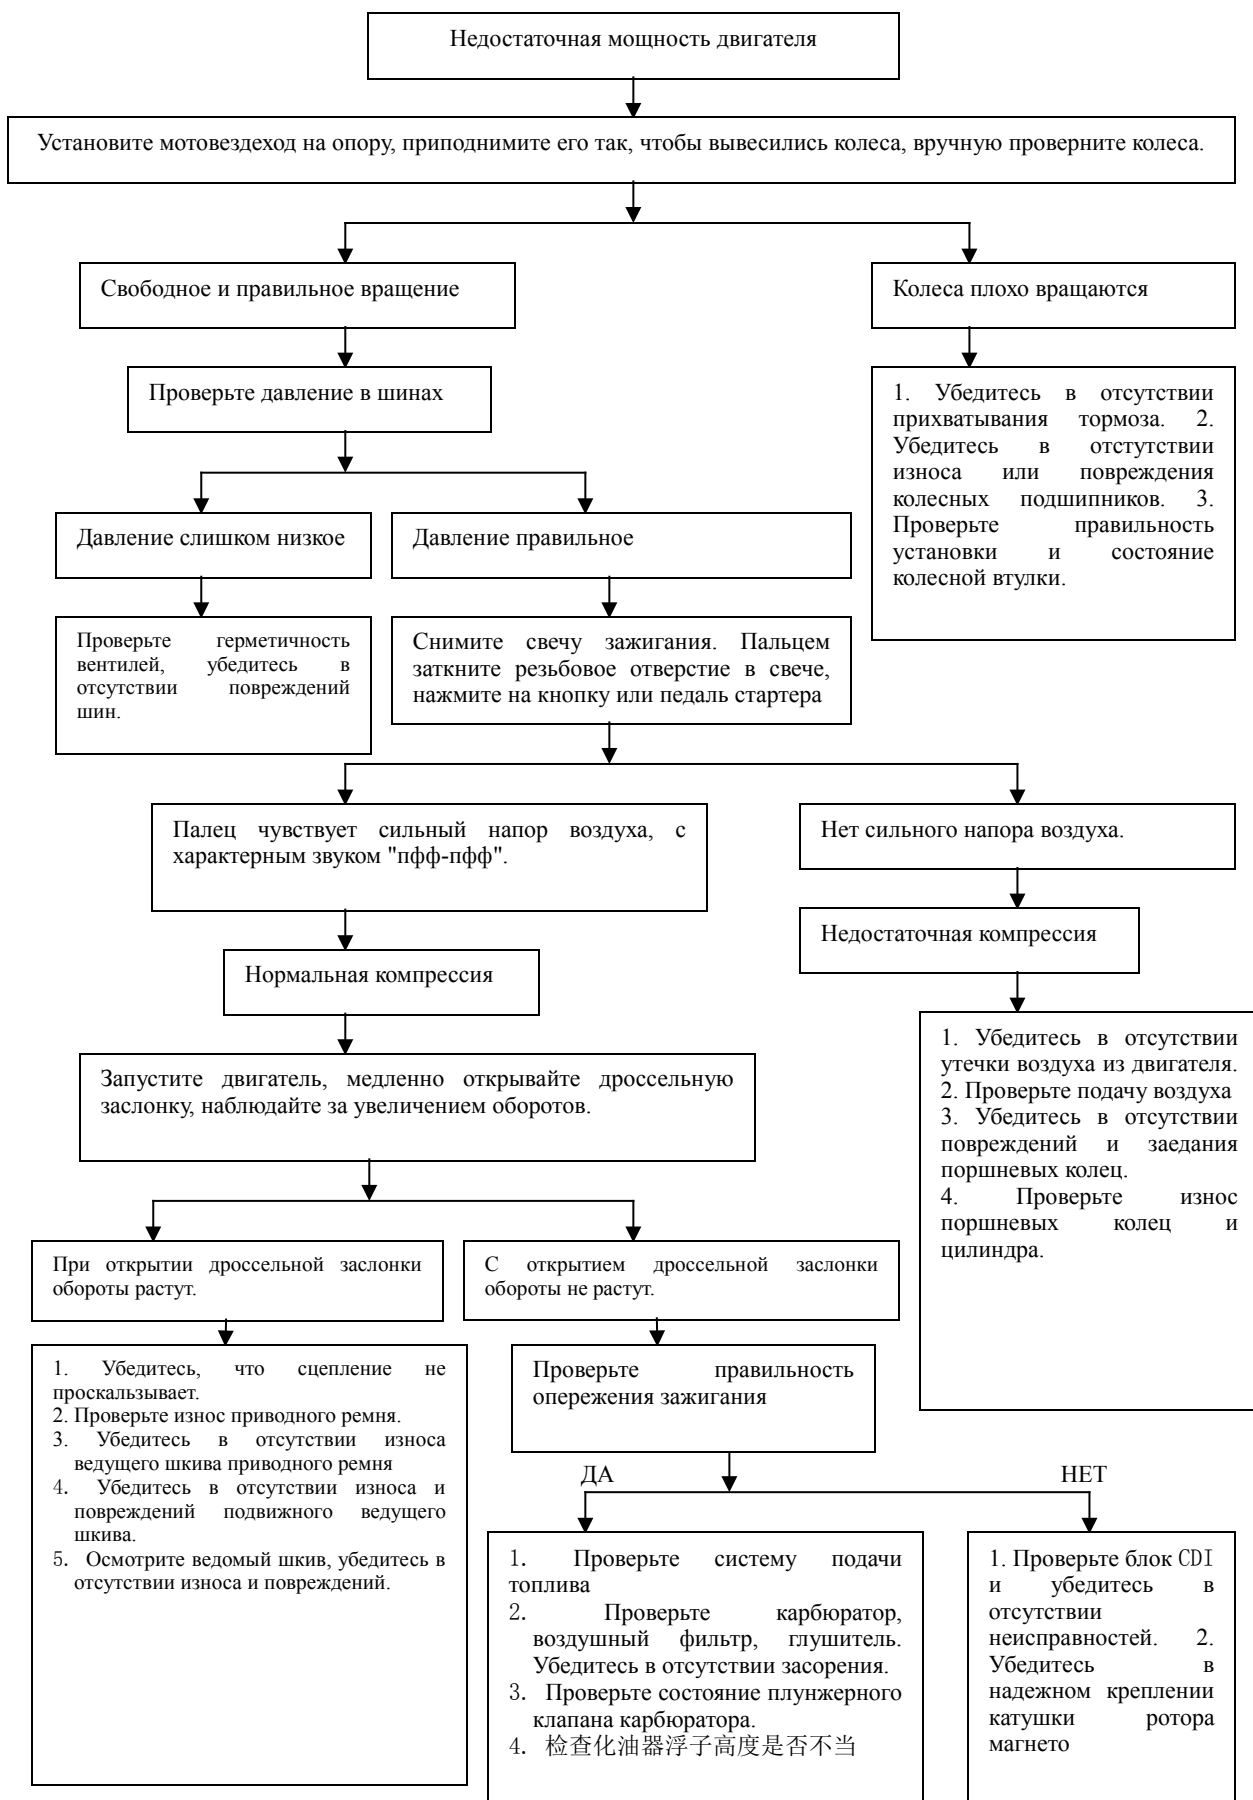 Недостаточная мощность двигателя
Установите мотовездеход на опору, приподнимите его так, чтобы вывесились колеса, вручную проверните колеса.
Свободное и правильное вращение
Колеса плохо вращаются
Проверьте давление в шинах
1. Убедитесь в отсутствии
прихватывания тормоза. 2.
Убедитесь в отстутствии
износа или повреждения
колесных подшипников. 3.
Проверьте правильность
установки и состояние
колесной втулки.
Давление слишком низкое
Давление правильное
Проверьте герметичность
вентилей, убедитесь в
отсутствии повреждений
шин.
Снимите свечу зажигания. Пальцем
заткните резьбовое отверстие в свече,
нажмите на кнопку или педаль стартера
Палец чувствует сильный напор воздуха, с
характерным звуком "пфф-пфф".
Нет сильного напора воздуха.
Недостаточная компрессия
Нормальная компрессия
1. Убедитесь в отсутствии
утечки воздуха из двигателя.
2. Проверьте подачу воздуха
3. Убедитесь в отсутствии
повреждений и заедания
поршневых колец.
4. Проверьте износ
поршневых колец и
цилиндра.
Запустите двигатель, медленно открывайте дроссельную
заслонку, наблюдайте за увеличением оборотов.
При открытии дроссельной заслонки
обороты растут.
С открытием дроссельной заслонки
обороты не растут.
1. Убедитесь, что сцепление не
проскальзывает.
2. Проверьте износ приводного ремня.
3. Убедитесь в отсутствии износа
ведущего шкива приводного ремня
4. Убедитесь в отсутствии износа и
повреждений подвижного ведущего
шкива.
5. Осмотрите ведомый шкив, убедитесь в
отсутствии износа и повреждений.
Проверьте правильность
опережения зажигания
ДА
НЕТ
1. Проверьте систему подачи
топлива
2. Проверьте карбюратор,
воздушный фильтр, глушитель.
Убедитесь в отсутствии засорения.
3. Проверьте состояние плунжерного
клапана карбюратора.
4. 检查化油器浮子高度是否不当
1. Проверьте блок CDI
и убедитесь в
отсутствии
неисправностей. 2.
Убедитесь в
надежном креплении
катушки ротора
магнето